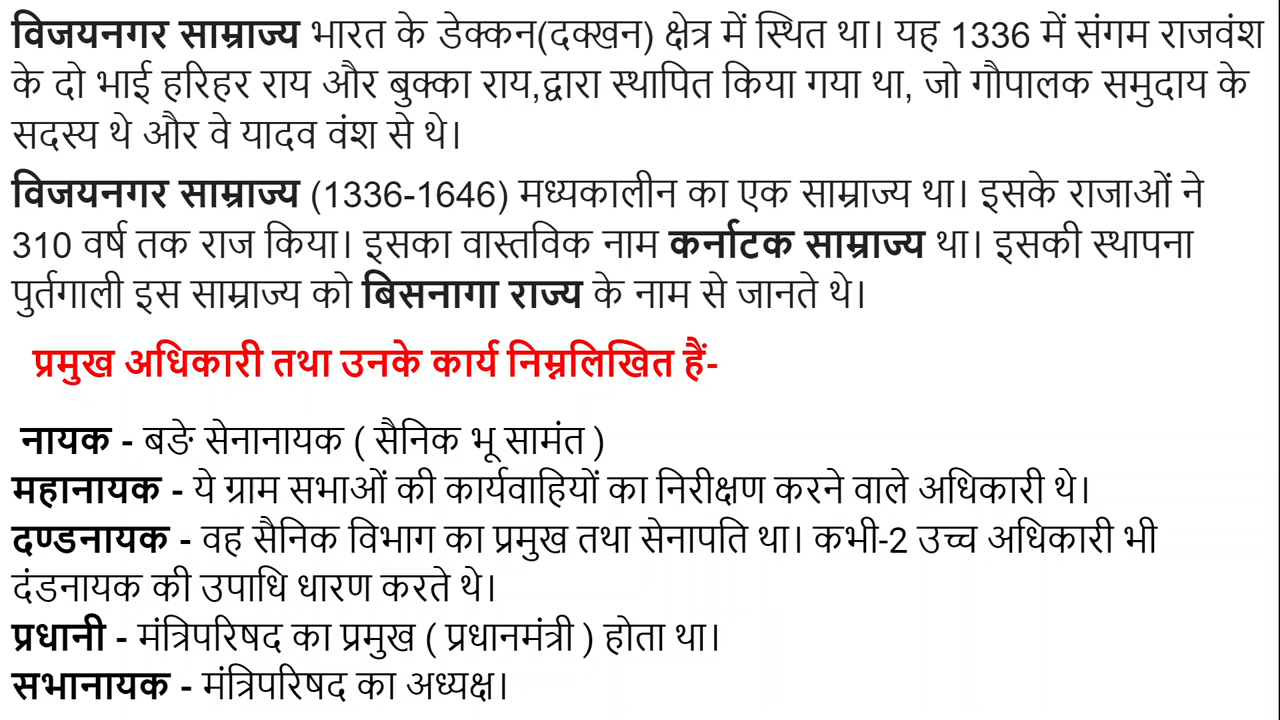 विजयनगर साम्राज्य भारत के डेक्कन(दक्खन) क्षेत्र में स्थित था। यह 1336 में संगम राजवंश
के दो भाई हरिहर राय और बुक्का राय,द्वारा स्थापित किया गया था, जो गौपालक समुदाय के
सदस्य थे और वे यादव वंश से थे।
विजयनगर साम्राज्य (1336-1646) मध्यकालीन का एक साम्राज्य था। इसके राजाओं ने
310 वर्ष तक राज किया। इसका वास्तविक नाम कर्नाटक साम्राज्य था। इसकी स्थापना
पुर्तगाली इस साम्राज्य को बिसनागा राज्य के नाम से जानते थे।
प्रमुख अधिकारी तथा उनके कार्य निम्नलिखित हैं-
नायक - बङे सेनानायक ( सैनिक भू सामंत )
महानायक - ये ग्राम सभाओं की कार्यवाहियों का निरीक्षण करने वाले अधिकारी थे।
दण्डनायक - वह सैनिक विभाग का प्रमुख तथा सेनापति था। कभी-2 उच्च अधिकारी भी
दंडनायक की उपाधि धारण करते थे।
प्रधानी - मंत्रिपरिषद का प्रमुख ( प्रधानमंत्री ) होता था।
सभानायक - मंत्रिपरिषद का अध्यक्ष।